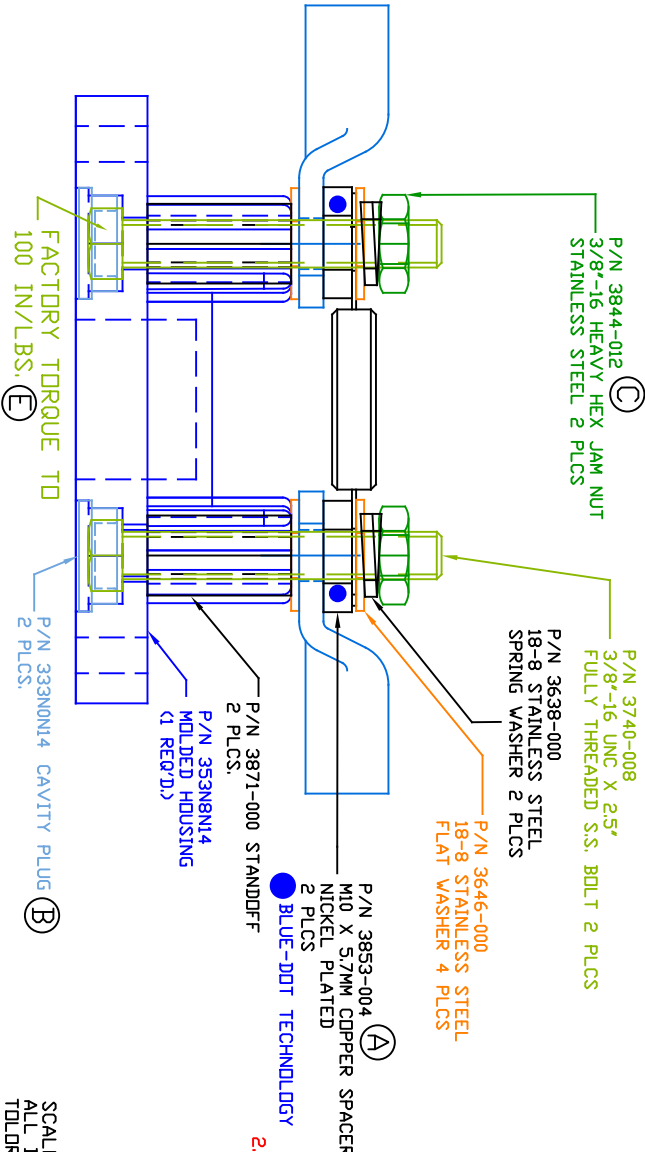 P/N 3844-012
3/8"-16 HEAVY HEX JAM NUT
STAINLESS STEEL 2 PLCS
C
P/N 3740-008
3/8"-16 UNC X 2.5"
FULLY THREADED S.S. BOLT 2 PLCS
P/N 3638-000
18-8 STAINLESS STEEL
SPRING WASHER 2 PLCS
P/N 3646-000
18-8 STAINLESS STEEL
FLAT WASHER 4 PLCS
P/N 3853-004
M10 X 5.7MM COPPER SPACER
NICKEL PLATED
2 PLCS
A
BLUE-DOT TECHNOLOGY
P/N 3871-000 STANDOFF
2 PLCS.
P/N 353N8N14
MOLDED HOUSING
(1 REQ'D.)
P/N 333N0N14 CAVITY PLUG
2 PLCS.
B
FACTORY TORQUE TO
100 IN/LBS.
E
2.
ALL